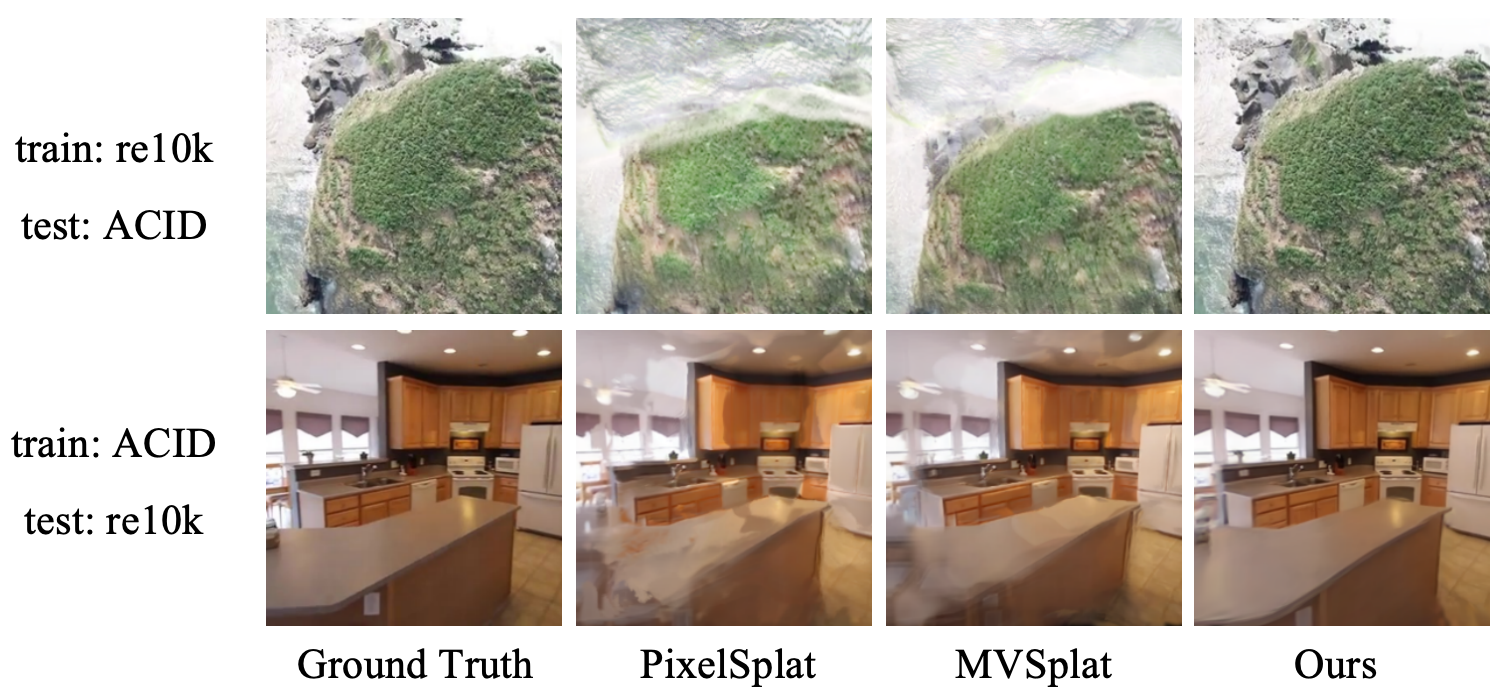 train: re10k
test: ACID
train: ACID
test: re10k
Ground Truth
PixelSplat
MVSplat
Ours